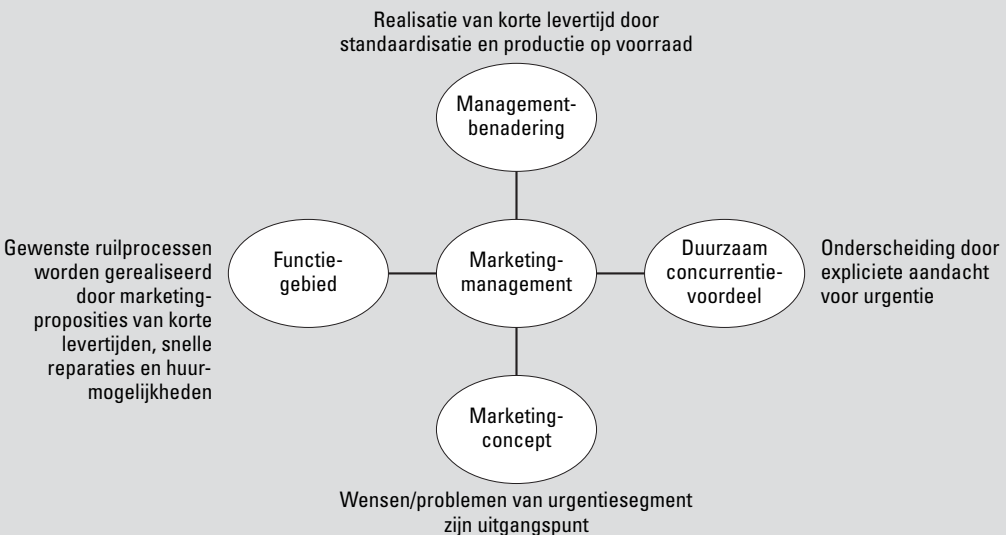 Realisatie van korte levertijd door
standaardisatie en productie op voorraad
Management-
benadering
Gewenste ruilprocessen
worden gerealiseerd
door marketing-
proposities van korte
levertijden, snelle
reparaties en huur-
mogelijkheden
Functie-
gebied
Marketing-
management
Duurzaam
concurrentie-
voordeel
Onderscheiding door
expliciete aandacht
voor urgentie
Marketing-
concept
Wensen/problemen van urgentiesegment
zijn uitgangspunt